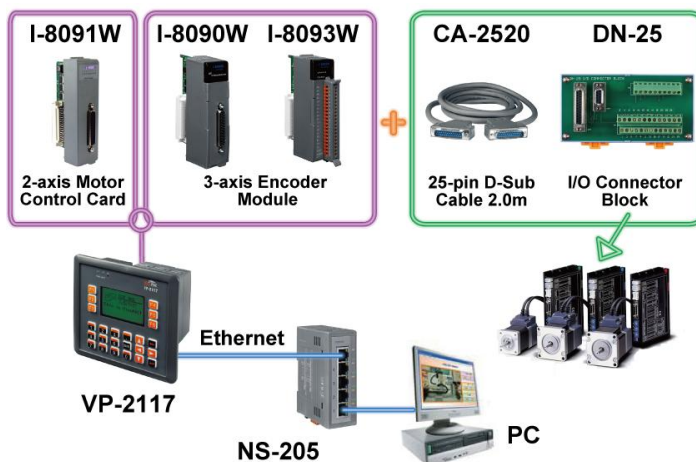 I-8091W
I-8090W
I-8093W
CA-2520
DN-25
2-axis Motor
Control Card
3-axis Encoder
Module
25-pin D-Sub
Cable 2.0m
I/O Connector
Block
Ethernet
VP-2117
NS-205
PC